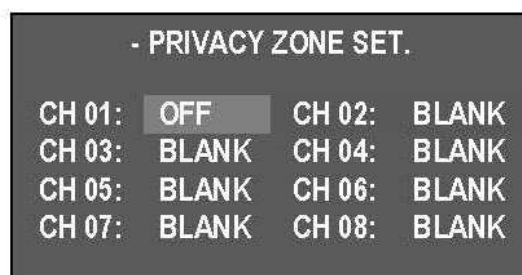 - PRIVACY ZONE SET.
CH 01: OFF CH 02: BLANK
CH 03: BLANK CH 04: BLANK
CH 05: BLANK CH 06: BLANK
CH 07: BLANK CH 08: BLANK